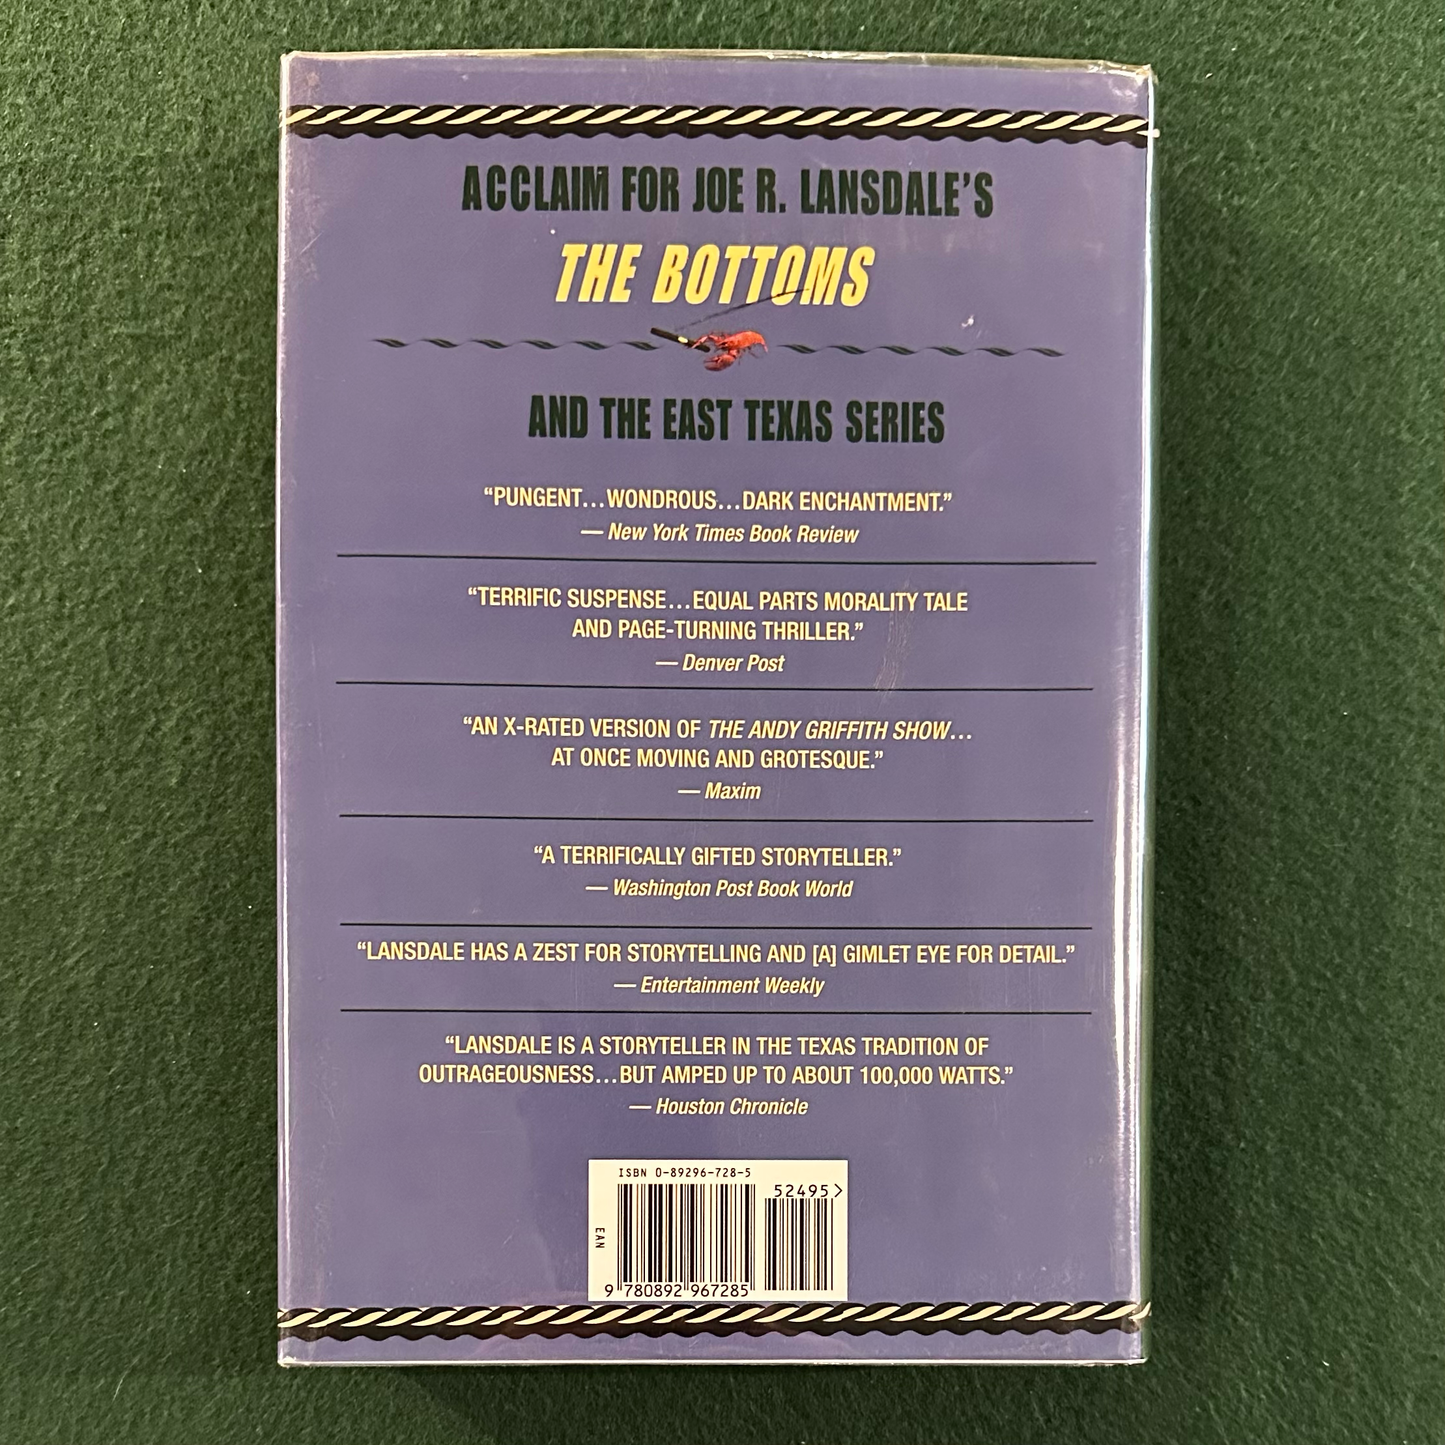 ACCLAIM FOR JOE R. LANSDALE'S
THE BOTTOMS
AND THE EAST TEXAS SERIES
“PUNGENT...WONDROUS...DARK ENCHANTMENT.”
— New York Times Book Review
“TERRIFIC SUSPENSE...EQUAL PARTS MORALITY TALE
AND PAGE-TURNING THRILLER.”
— Denver Post
“AN X-RATED VERSION OF THE ANDY GRIFFITH SHOW...
AT ONCE MOVING AND GROTESQUE.”
— Maxim
“A TERRIFICALLY GIFTED STORYTELLER.”
— Washington Post Book World
“LANSDALE HAS A ZEST FOR STORYTELLING AND [A] GIMLET EYE FOR DETAIL.”
— Entertainment Weekly
“LANSDALE IS A STORYTELLER IN THE TEXAS TRADITION OF
OUTRAGEOUSNESS...BUT AMPED UP TO ABOUT 100,000 WATTS.”
— Houston Chronicle
ISBN 0-89296-728-5
52495>
EAN
9 780892 967285